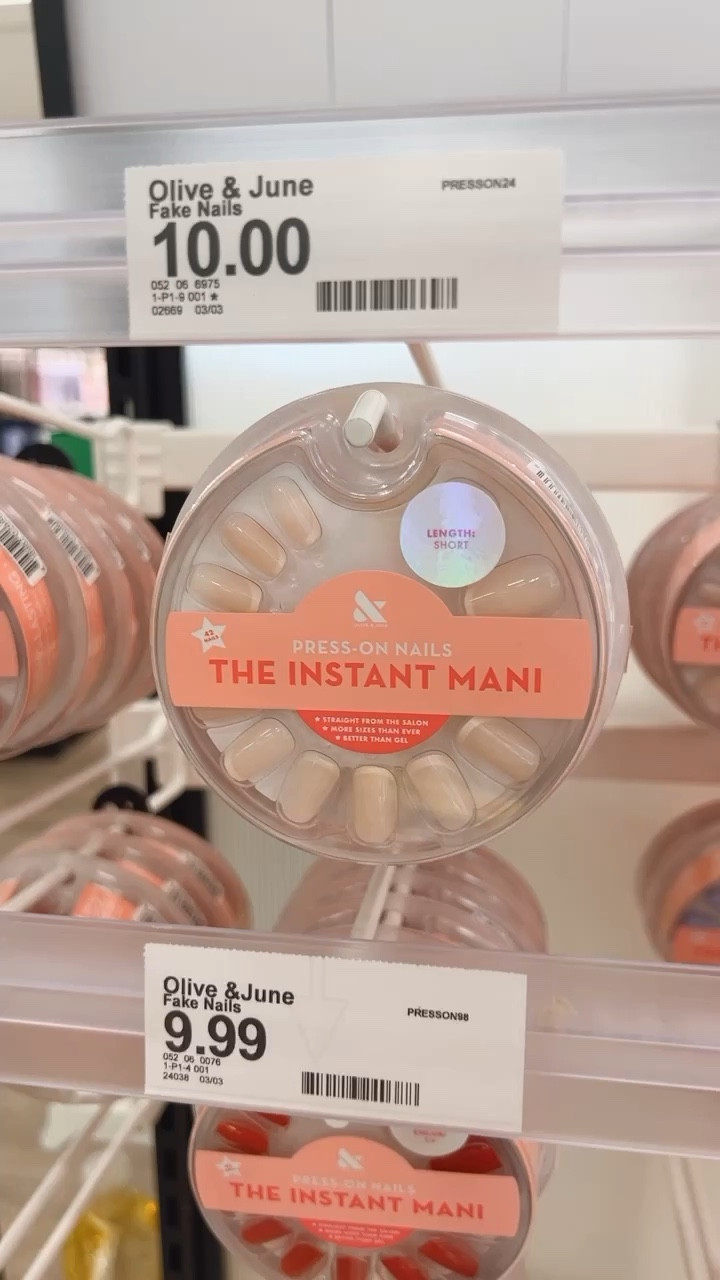 Olive & June
Fake Nails
PRESSON24
10.00
052 06 6975
1-P1-9 001 ★
02669 03/03
LENGTH:
SHORT
&
42
NAILS
PRESS-ON NAILS
THE INSTANT MANI
★ STRAIGHT FROM THE SALON
★ MORE SIZES THAN EVER
★ BETTER THAN GEL
Olive &June
Fake Nails
PRESSON98
9.99
052 06 0076
1-P1-4 001
24038 03/03
&
PRESS-ON NAILS
THE INSTANT MANI